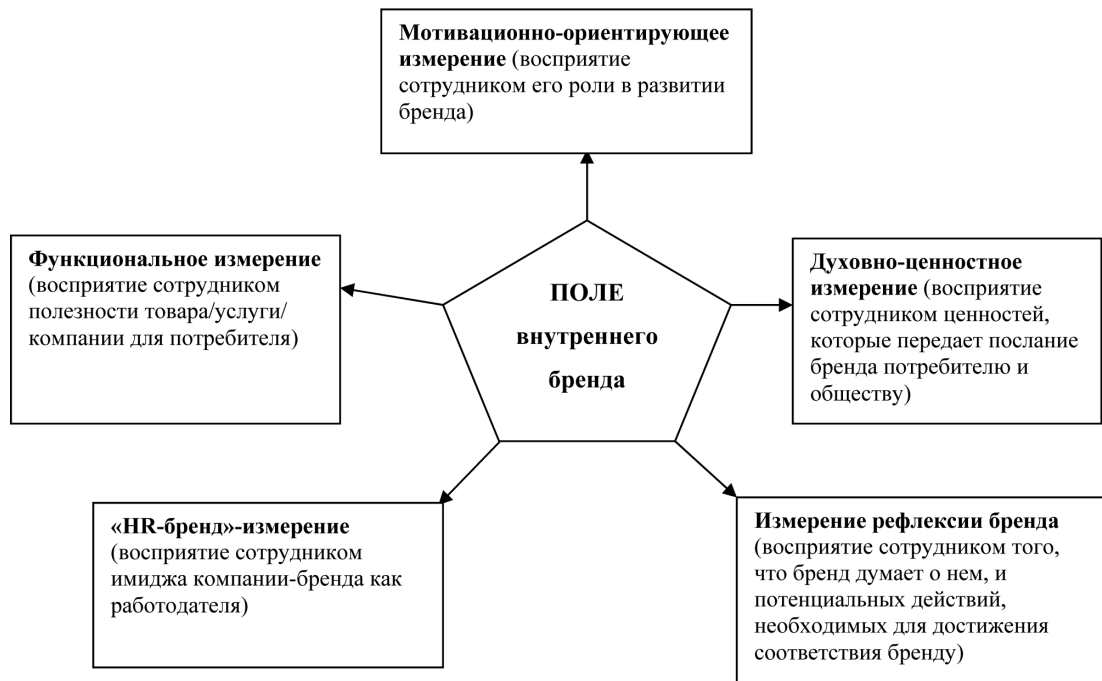 Мотивационно-ориентирующее
измерение (восприятие
сотрудником его роли в развитии
бренда)
Функциональное измерение
(восприятие сотрудником
полезности товара/услуги/
компании для потребителя)
ПОЛЕ
внутреннего
бренда
Духовно-ценностное
измерение (восприятие
сотрудником ценностей,
которые передает послание
бренда потребителю и
обществу)
«HR-бренд»-измерение
(восприятие сотрудником
имиджа компании-бренда как
работодателя)
Измерение рефлексии бренда
(восприятие сотрудником того,
что бренд думает о нем, и
потенциальных действий,
необходимых для достижения
соответствия бренду)